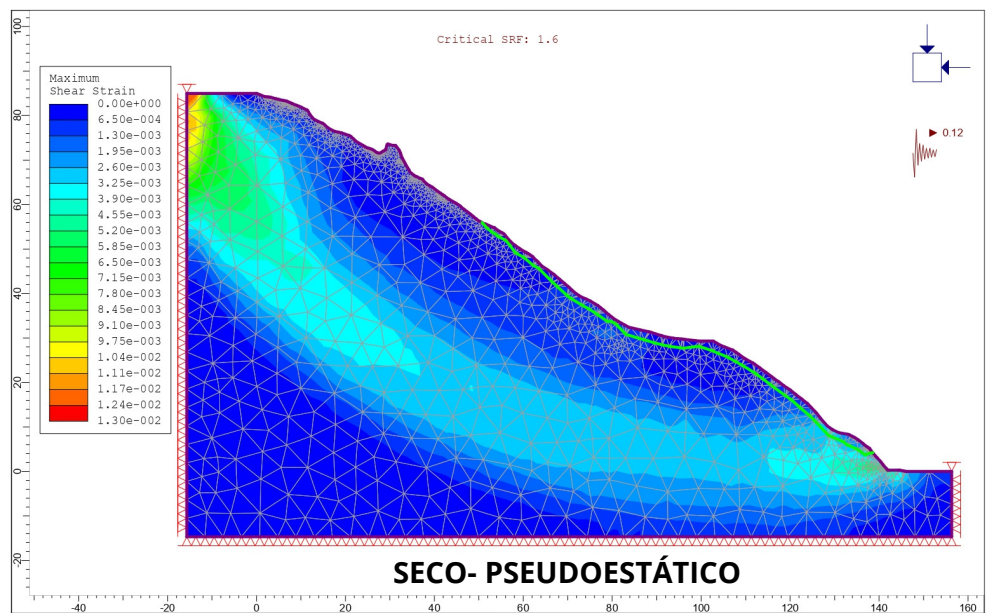 Critical SRF: 1.6
0.12
Maximum
Shear Strain
0.00e+000
6.50e-004
1.30e-003
1.95e-003
2.60e-003
3.25e-003
3.90e-003
4.55e-003
5.20e-003
5.85e-003
6.50e-003
7.15e-003
7.80e-003
8.45e-003
9.10e-003
9.75e-003
1.04e-002
1.11e-002
1.17e-002
1.24e-002
1.30e-002
100
80
60
40
20
0
-20
SECO- PSEUDOESTÁTICO
-40 -20 0 20 40 60 80 100 120 140 160